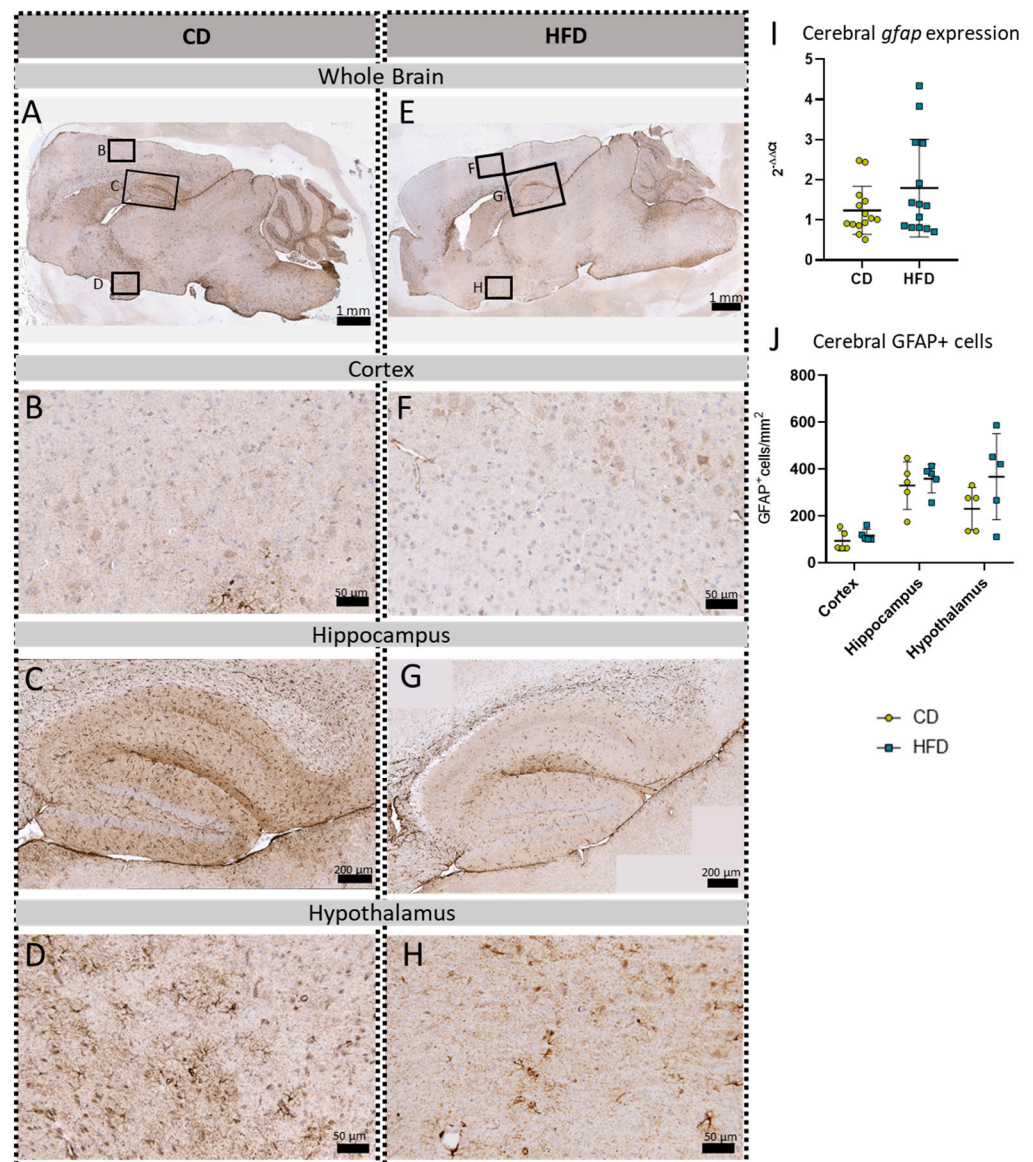 CD
HFD
Whole Brain
A
B
C
D
1 mm
E
F
G
H
1 mm
Cortex
B
50 µm
F
50 µm
Hippocampus
C
200 µm
G
200 µm
Hypothalamus
D
50 µm
H
50 µm
I
Cerebral gfap expression
5
4
3
2
1
0
2-ΔΔct
CD
HFD
J
Cerebral GFAP+ cells
800
600
400
200
0
GFAP+cells/mm2
Cortex
Hippocampus
Hypothalamus
CD
HFD